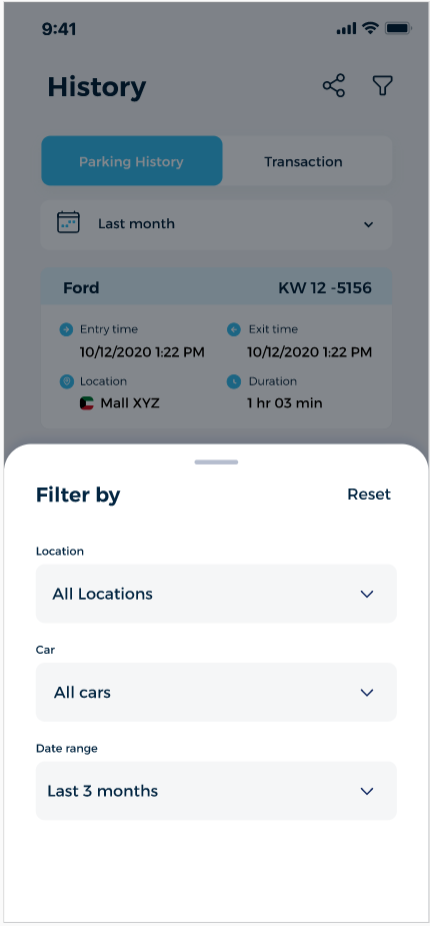 9:41
History
Parking History Transaction
Last month
Ford KW 12 -5156
Entry time Exit time
10/12/2020 1:22 PM 10/12/2020 1:22 PM
Location Duration
Mall XYZ 1 hr 03 min
Filter by Reset
Location
All Locations
Car
All cars
Date range
Last 3 months